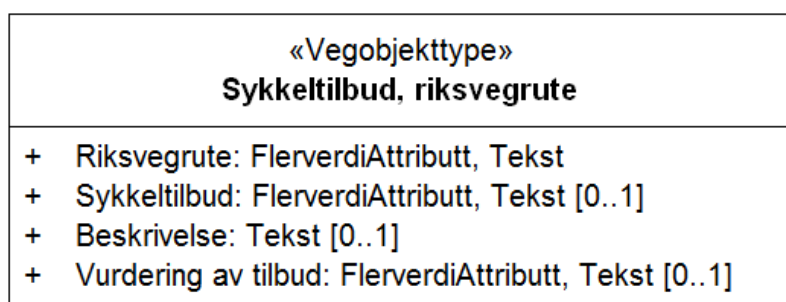 «Vegobjekttype»
Sykkeltilbud, riksvegrute
+ Riksvegrute: FlerverdiAttributt, Tekst
+ Sykkeltilbud: FlerverdiAttributt, Tekst [0..1]
+ Beskrivelse: Tekst [0..1]
+ Vurdering av tilbud: FlerverdiAttributt, Tekst [0..1]